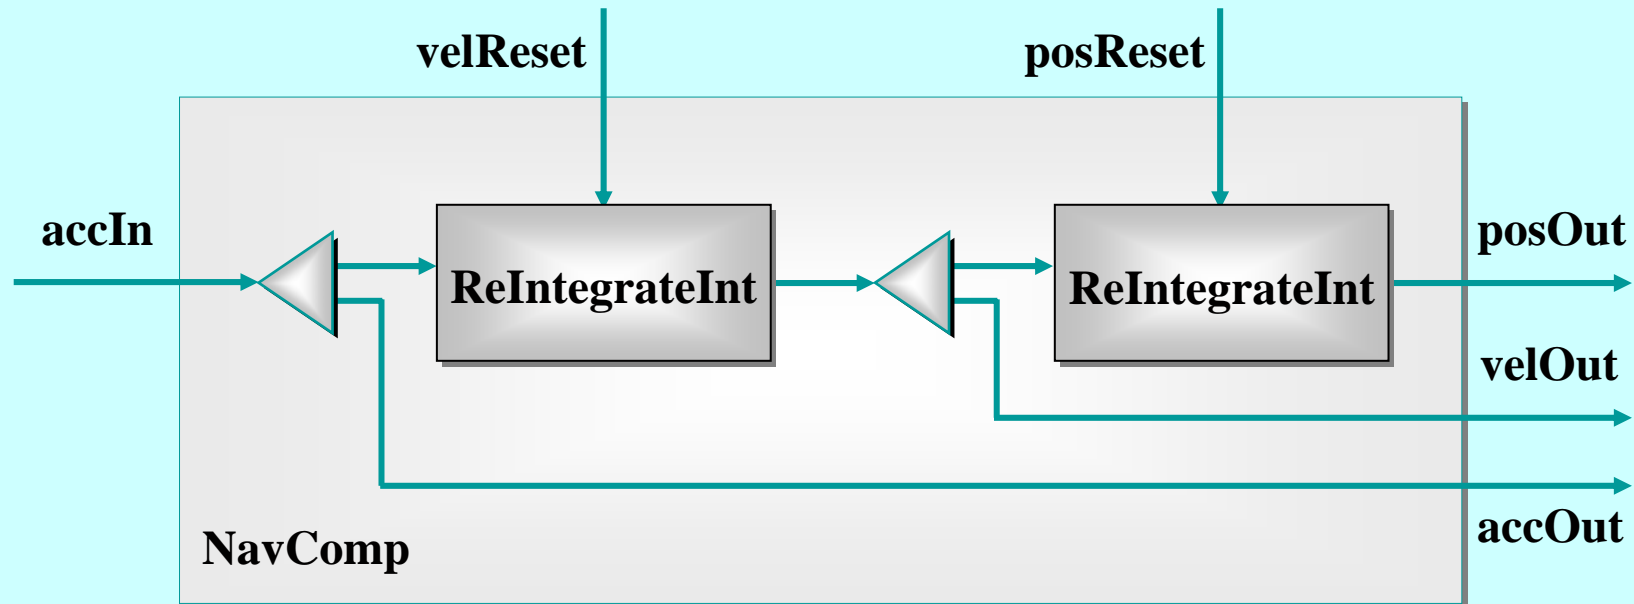 velReset
posReset
accIn
posOut
ReIntegrateInt
ReIntegrateInt
velOut
accOut
NavComp